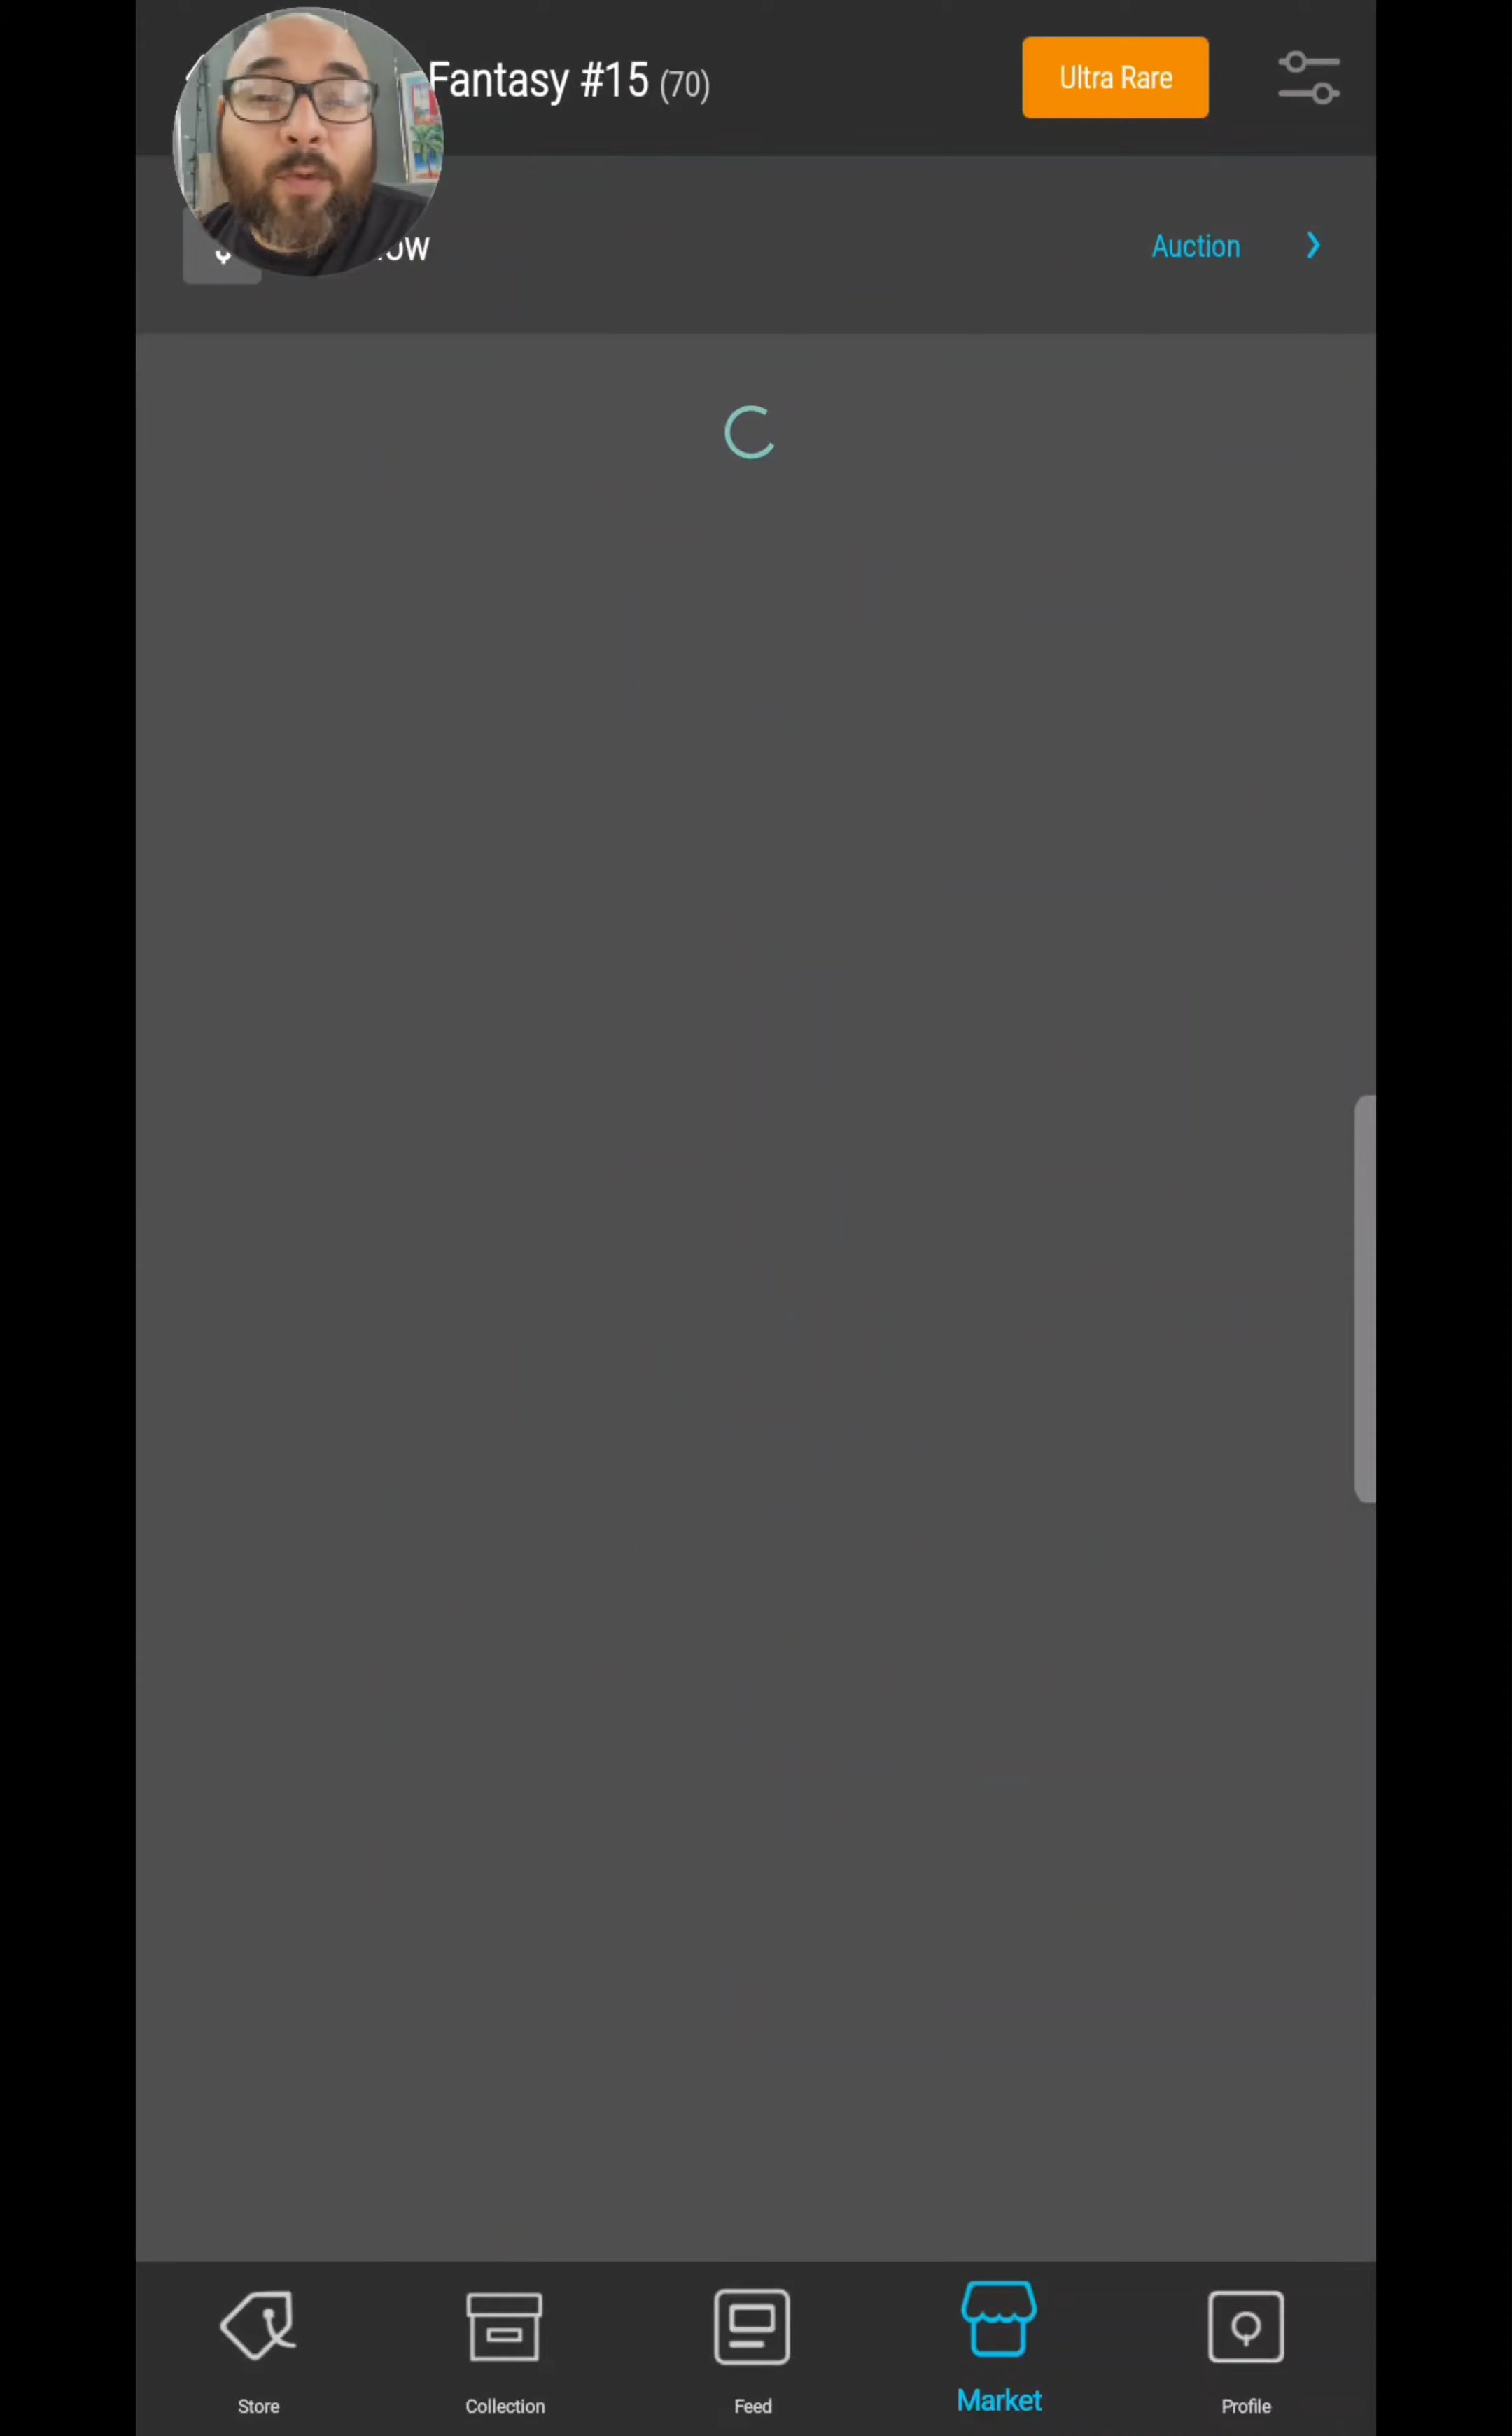 Fantasy #15 (70)
Ultra Rare
Auction
Store
Collection
Feed
Market
Profile